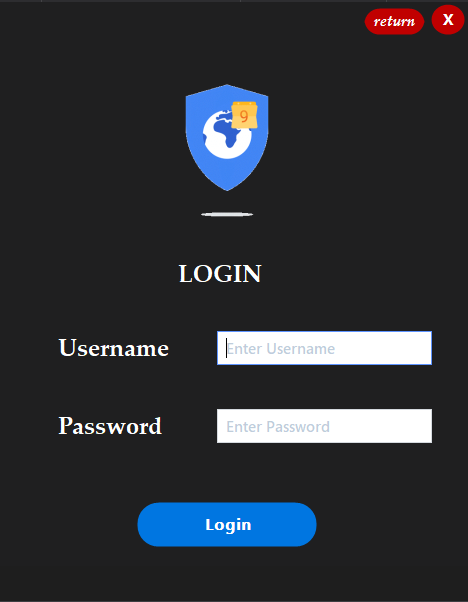 return X
9
LOGIN
Username Enter Username
Password Enter Password
Login